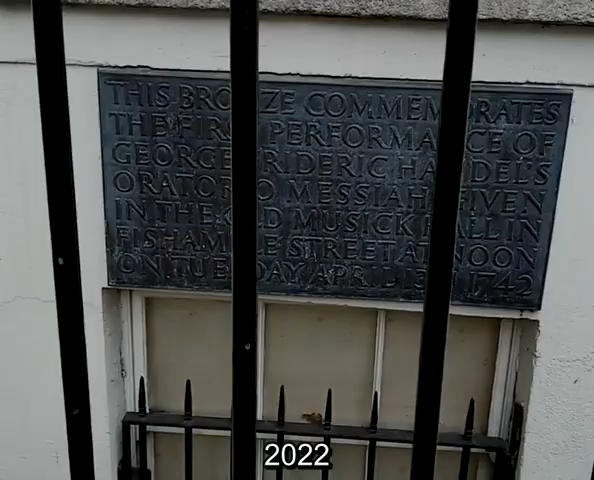 THIS BRONZE COMMEMORATES
THE FIRST PERFORMANCE OF
GEORGE FRIDERIC HANDEL'S
ORATORIO MESSIAH GIVEN
IN THE OLD MUSICK HALL IN
FISHAMBLE STREET AT NOON
ON TUESDAY APRIL 13TH 1742
2022